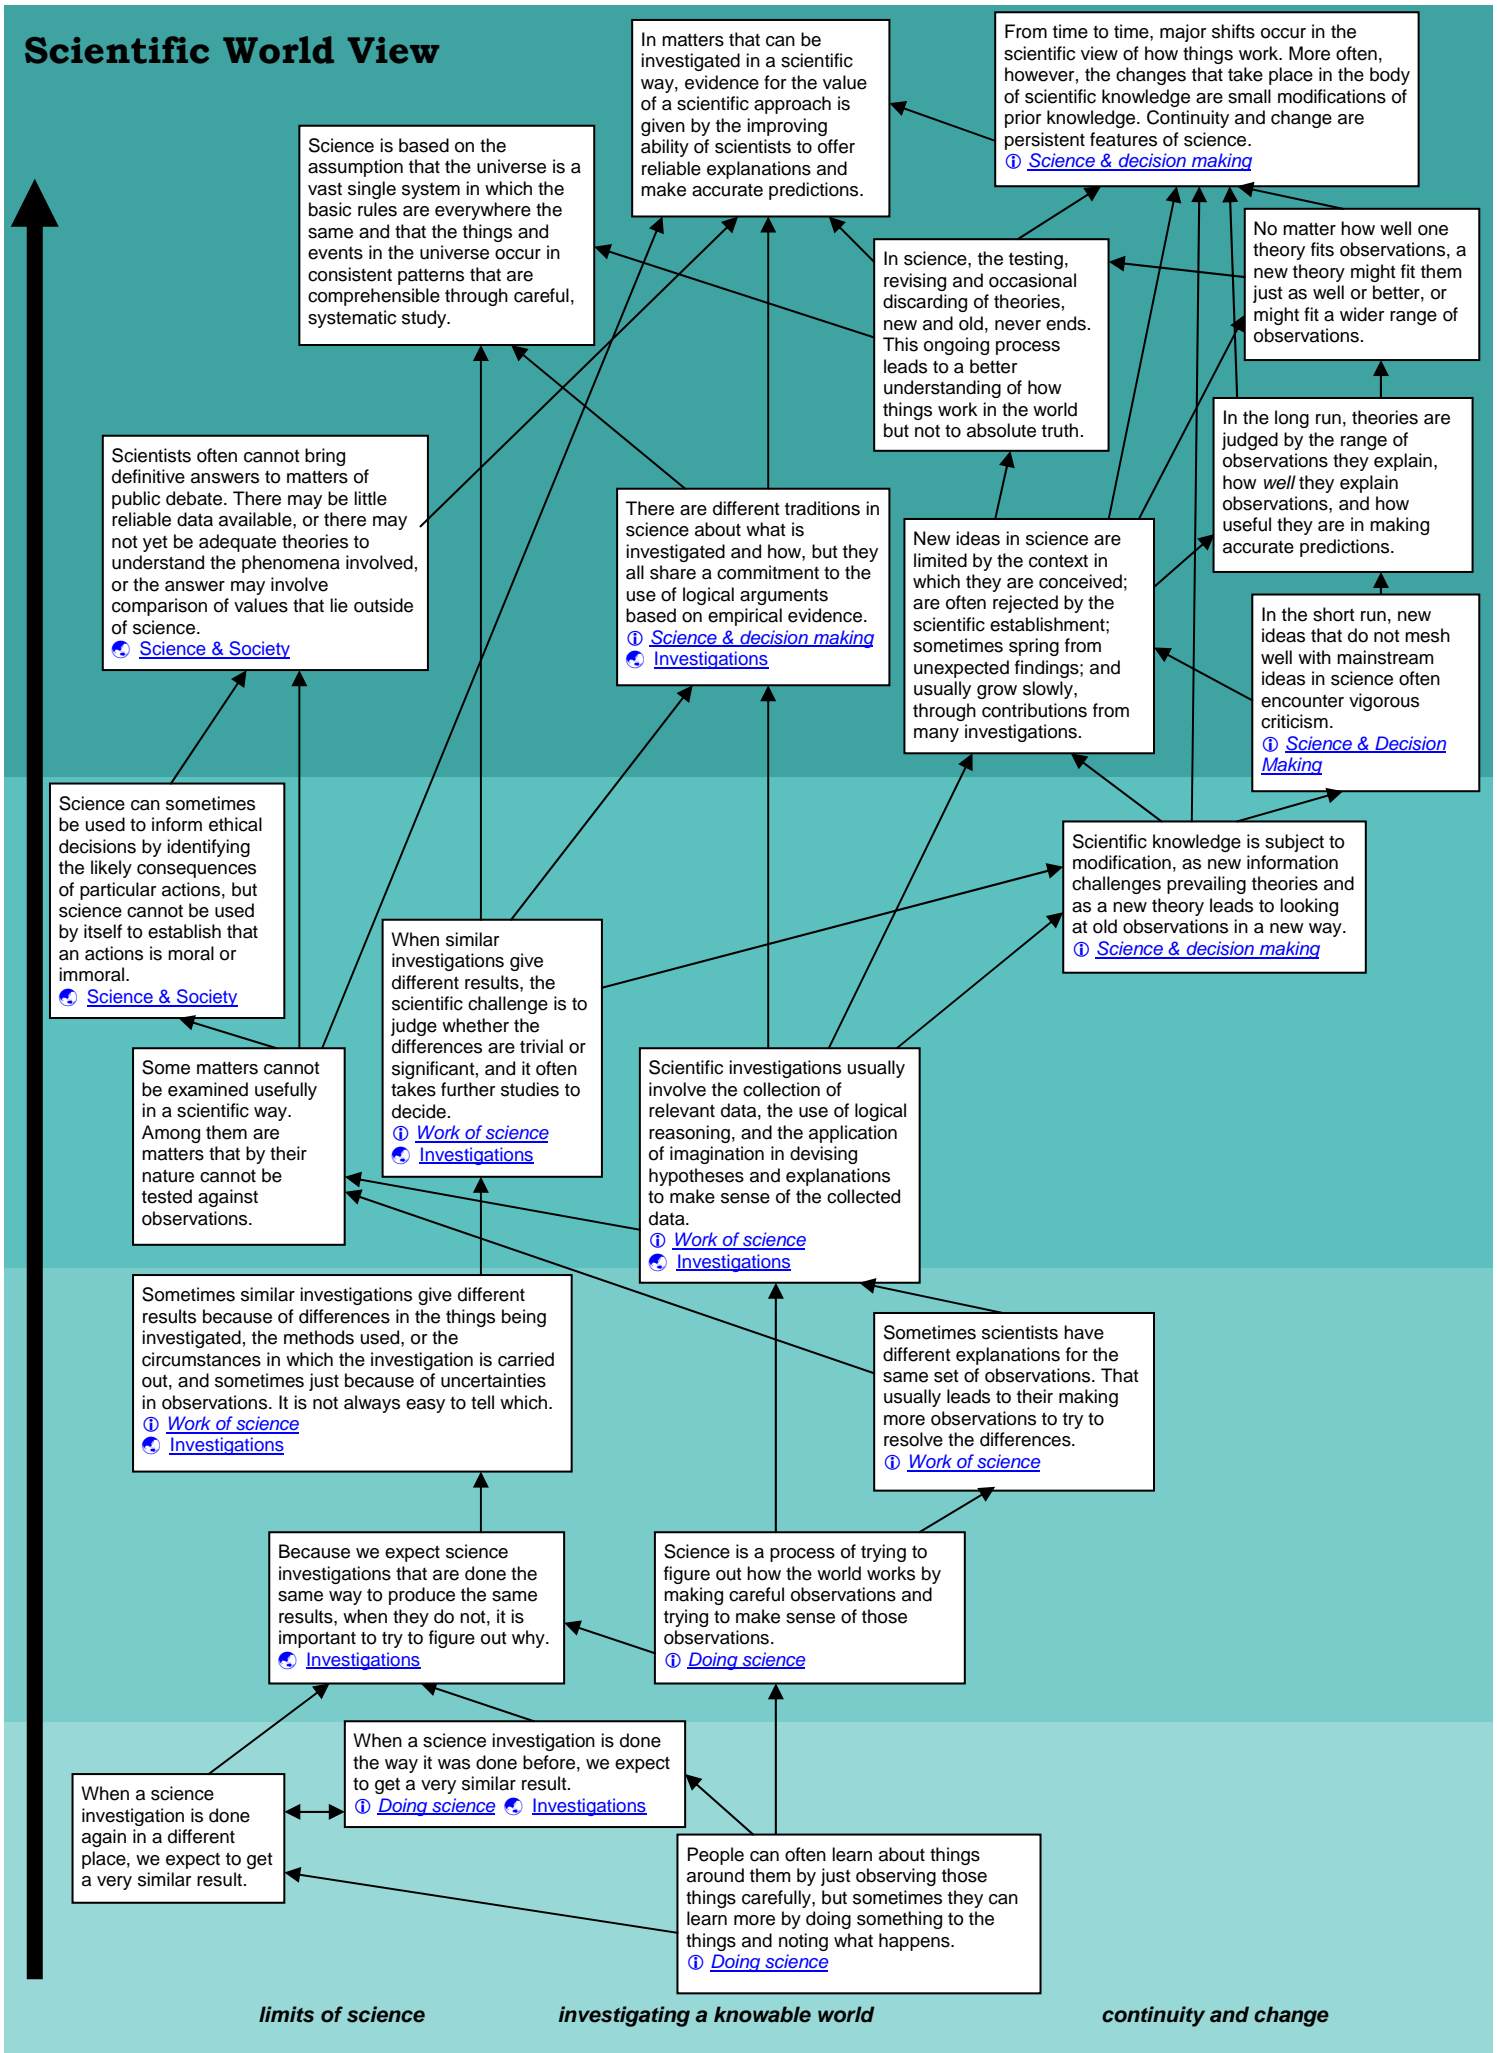 Scientific World View
In matters that can be
investigated in a scientific
way, evidence for the value
of a scientific approach is
given by the improving
ability of scientists to offer
reliable explanations and
make accurate predictions.
From time to time, major shifts occur in the
scientific view of how things work. More often,
however, the changes that take place in the body
of scientific knowledge are small modifications of
prior knowledge. Continuity and change are
persistent features of science.
Science & decision making
Science is based on the
assumption that the universe is a
vast single system in which the
basic rules are everywhere the
same and that the things and
events in the universe occur in
consistent patterns that are
comprehensible through careful,
systematic study.
In science, the testing,
revising and occasional
discarding of theories,
new and old, never ends.
This ongoing process
leads to a better
understanding of how
things work in the world
but not to absolute truth.
No matter how well one
theory fits observations, a
new theory might fit them
just as well or better, or
might fit a wider range of
observations.
In the long run, theories are
judged by the range of
observations they explain,
how well they explain
observations, and how
useful they are in making
accurate predictions.
Scientists often cannot bring
definitive answers to matters of
public debate. There may be little
reliable data available, or there may
not yet be adequate theories to
understand the phenomena involved,
or the answer may involve
comparison of values that lie outside
of science.
Science & Society
There are different traditions in
science about what is
investigated and how, but they
all share a commitment to the
use of logical arguments
based on empirical evidence.
Science & decision making
Investigations
New ideas in science are
limited by the context in
which they are conceived;
are often rejected by the
scientific establishment;
sometimes spring from
unexpected findings; and
usually grow slowly,
through contributions from
many investigations.
In the short run, new
ideas that do not mesh
well with mainstream
ideas in science often
encounter vigorous
criticism.
Science & Decision
Making
Science can sometimes
be used to inform ethical
decisions by identifying
the likely consequences
of particular actions, but
science cannot be used
by itself to establish that
an actions is moral or
immoral.
Science & Society
Scientific knowledge is subject to
modification, as new information
challenges prevailing theories and
as a new theory leads to looking
at old observations in a new way.
Science & decision making
When similar
investigations give
different results, the
scientific challenge is to
judge whether the
differences are trivial or
significant, and it often
takes further studies to
decide.
Work of science
Investigations
Some matters cannot
be examined usefully
in a scientific way.
Among them are
matters that by their
nature cannot be
tested against
observations.
Scientific investigations usually
involve the collection of
relevant data, the use of logical
reasoning, and the application
of imagination in devising
hypotheses and explanations
to make sense of the collected
data.
Work of science
Investigations
Sometimes similar investigations give different
results because of differences in the things being
investigated, the methods used, or the
circumstances in which the investigation is carried
out, and sometimes just because of uncertainties
in observations. It is not always easy to tell which.
Work of science
Investigations
Sometimes scientists have
different explanations for the
same set of observations. That
usually leads to their making
more observations to try to
resolve the differences.
Work of science
Because we expect science
investigations that are done the
same way to produce the same
results, when they do not, it is
important to try to figure out why.
Investigations
Science is a process of trying to
figure out how the world works by
making careful observations and
trying to make sense of those
observations.
Doing science
When a science investigation is done
the way it was done before, we expect
to get a very similar result.
Doing science Investigations
When a science
investigation is done
again in a different
place, we expect to get
a very similar result.
People can often learn about things
around them by just observing those
things carefully, but sometimes they can
learn more by doing something to the
things and noting what happens.
Doing science
limits of science
investigating a knowable world
continuity and change